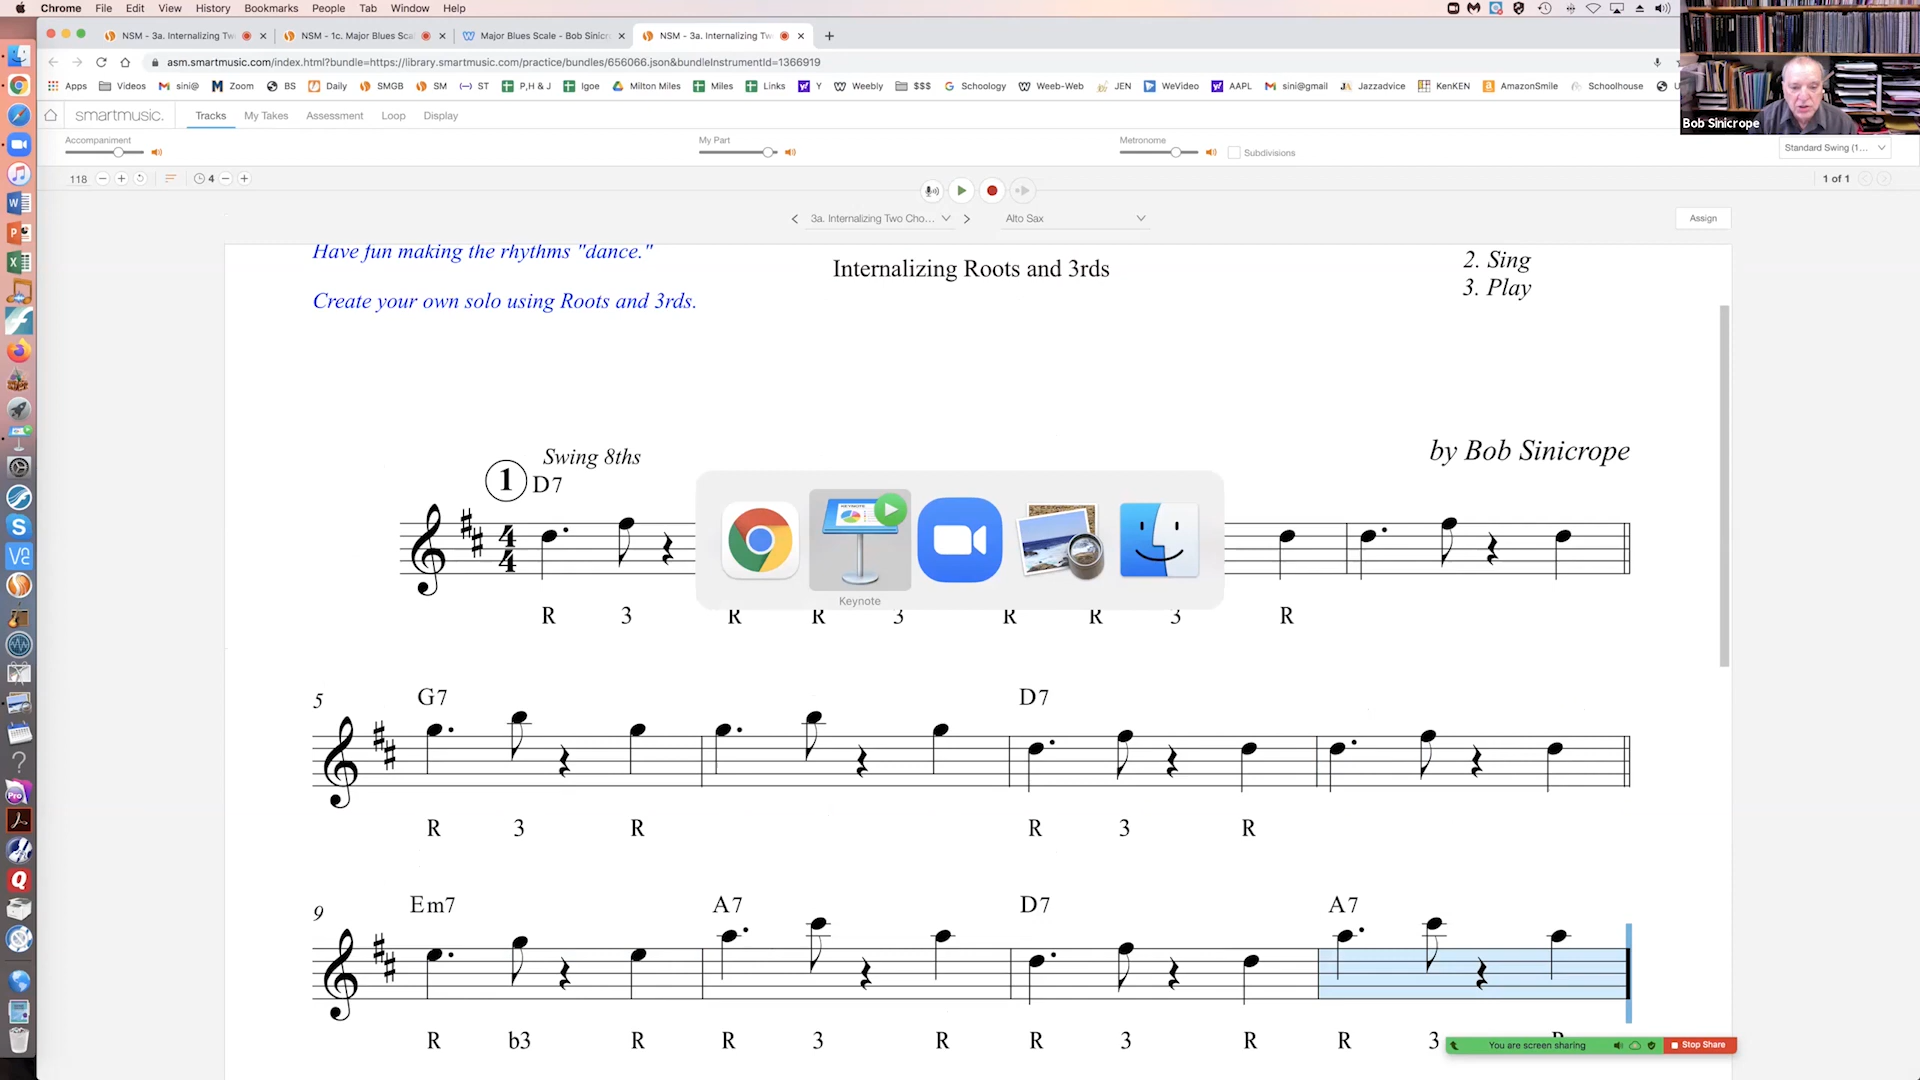 Chrome File Edit View History Bookmarks People Tab Window Help
NSM - 3a. Internalizing Tw
NSM - 1c. Major Blues Sca
Major Blues Scale - Bob Sinicr
NSM - 3a. Internalizing Tw
asm.smartmusic.com/index.html?bundle=https://library.smartmusic.com/practice/bundles/656066.json&bundleInstrumentId=1366919
Apps Videos sini@ Zoom BS Daily SMGB SM ST P,H & J Igoe Milton Miles Miles Links Y Weebly $$$ Schoology Weeb-Web JEN WeVideo AAPL sini@gmail Jazzadvice KenKEN AmazonSmile Schoolhouse
Bob Sinicrope
smartmusic. Tracks My Takes Assessment Loop Display
Accompaniment
My Part
Metronome
Subdivisions
Standard Swing (1...
118
4
1 of 1
3a. Internalizing Two Cho...
Alto Sax
Assign
Have fun making the rhythms "dance."
Internalizing Roots and 3rds
2. Sing
3. Play
Create your own solo using Roots and 3rds.
by Bob Sinicrope
Swing 8ths
1 D7
4
4
KEYNOTE
Keynote
R 3 R R 3 R R 3 R
5
G7 D7
R 3 R R 3 R
9
Em7 A7 D7 A7
R b3 R R 3 R R 3 R R 3
You are screen sharing
Stop Share